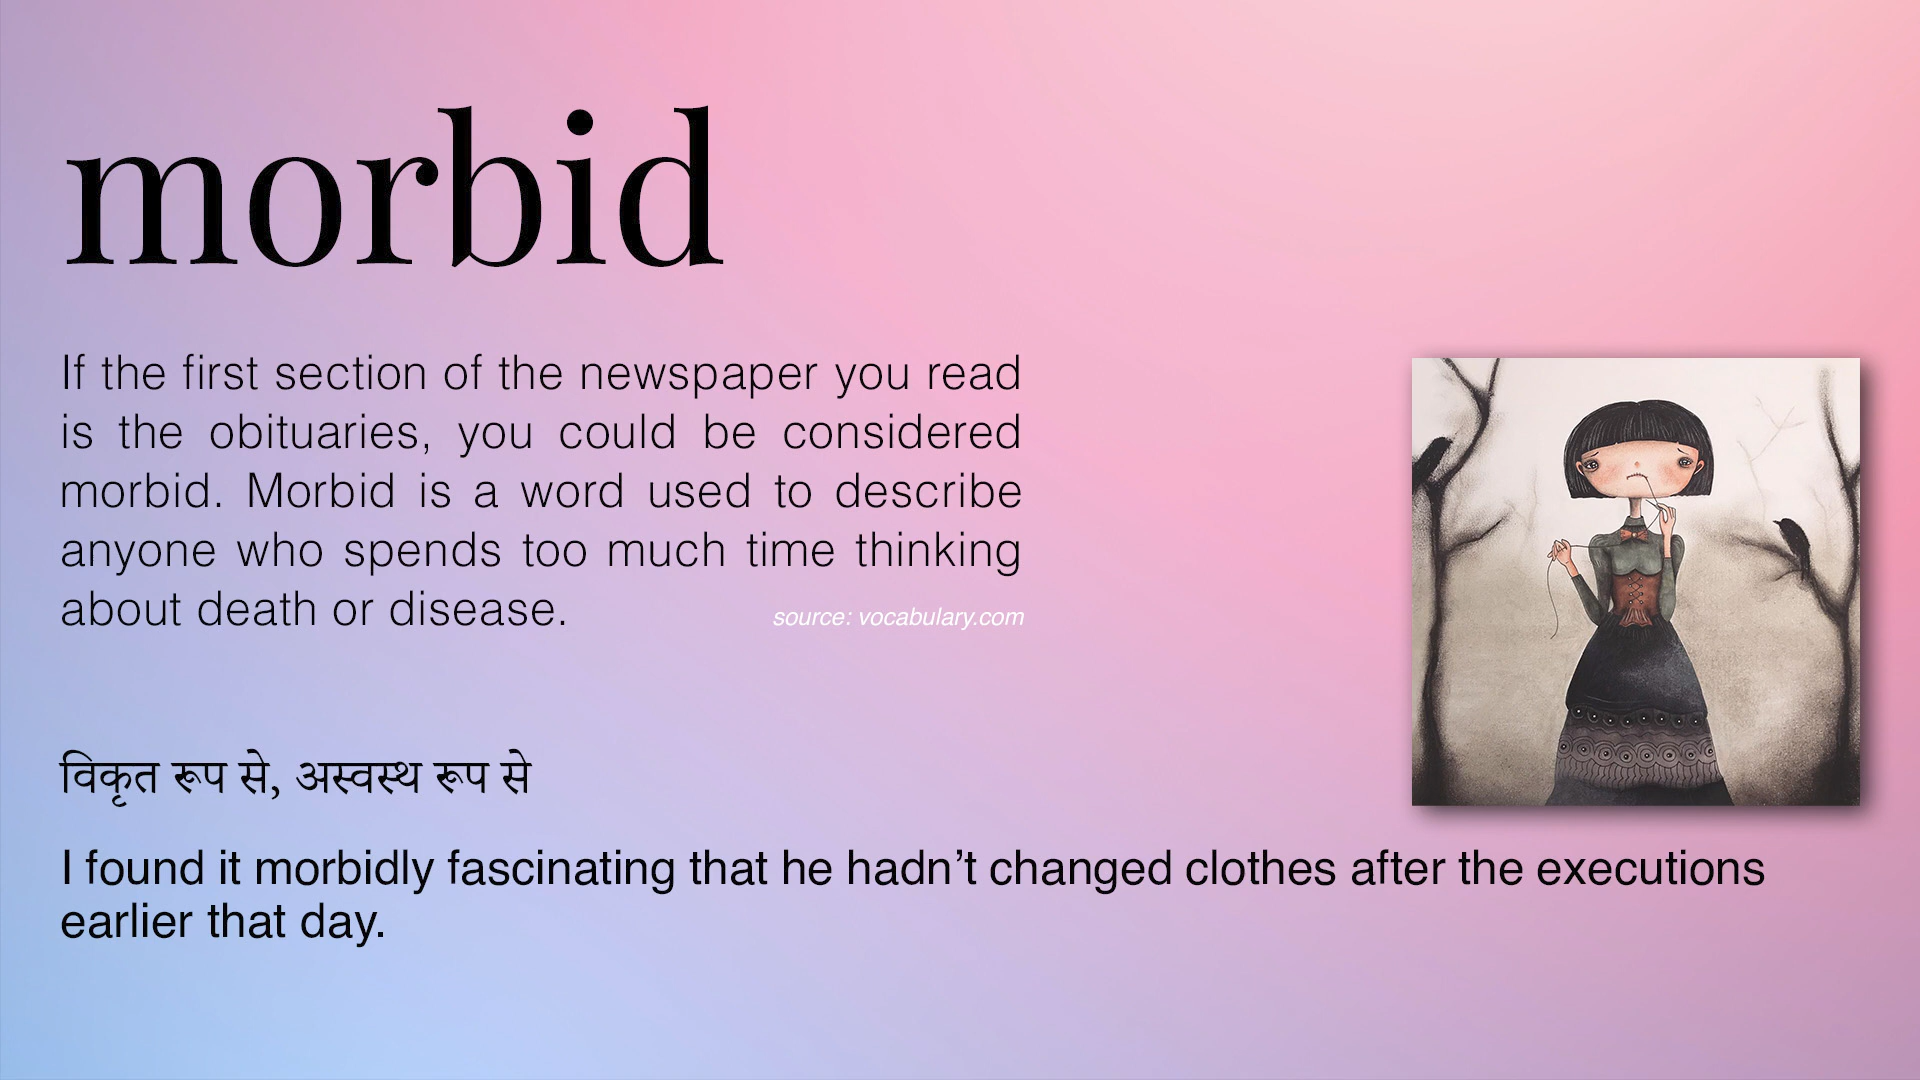 morbid
If the first section of the newspaper you read
is the obituaries, you could be considered
morbid. Morbid is a word used to describe
anyone who spends too much time thinking
about death or disease.
source: vocabulary.com
विकृत रूप से, अस्वस्थ रूप से
I found it morbidly fascinating that he hadn’t changed clothes after the executions
earlier that day.